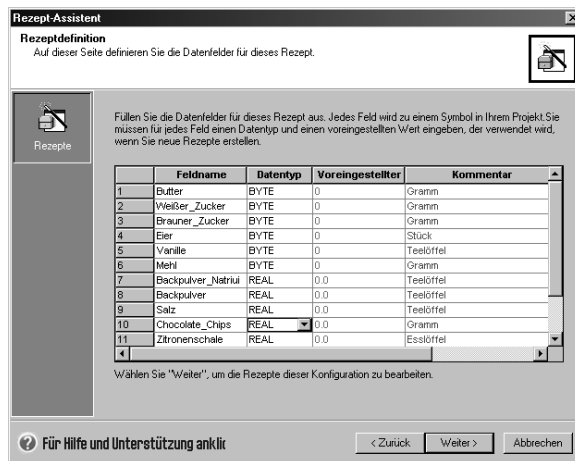 Rezept-Assistent
Rezeptdefinition
Auf dieser Seite definieren Sie die Datenfelder für dieses Rezept.
Rezepte
Füllen Sie die Datenfelder für dieses Rezept aus. Jedes Feld wird zu einem Symbol in Ihrem Projekt.Sie
müssen für jedes Feld einen Datentyp und einen voreingestellten Wert eingeben, der verwendet wird,
wenn Sie neue Rezepte erstellen.
Feldname Datentyp Voreingestellter Kommentar
1 Butter BYTE 0 Gramm
2 Weißer_Zucker BYTE 0 Gramm
3 Brauner_Zucker BYTE 0 Gramm
4 Eier BYTE 0 Stück
5 Vanille BYTE 0 Teelöffel
6 Mehl BYTE 0 Gramm
7 Backpulver_Natriui REAL 0.0 Teelöffel
8 Backpulver REAL 0.0 Teelöffel
9 Salz REAL 0.0 Teelöffel
10 Chocolate_Chips REAL 0.0 Gramm
11 Zitronenschale REAL 0.0 Esslöffel
Wählen Sie "Weiter", um die Rezepte dieser Konfiguration zu bearbeiten.
? Für Hilfe und Unterstützung anklic
< Zurück Weiter > Abbrechen